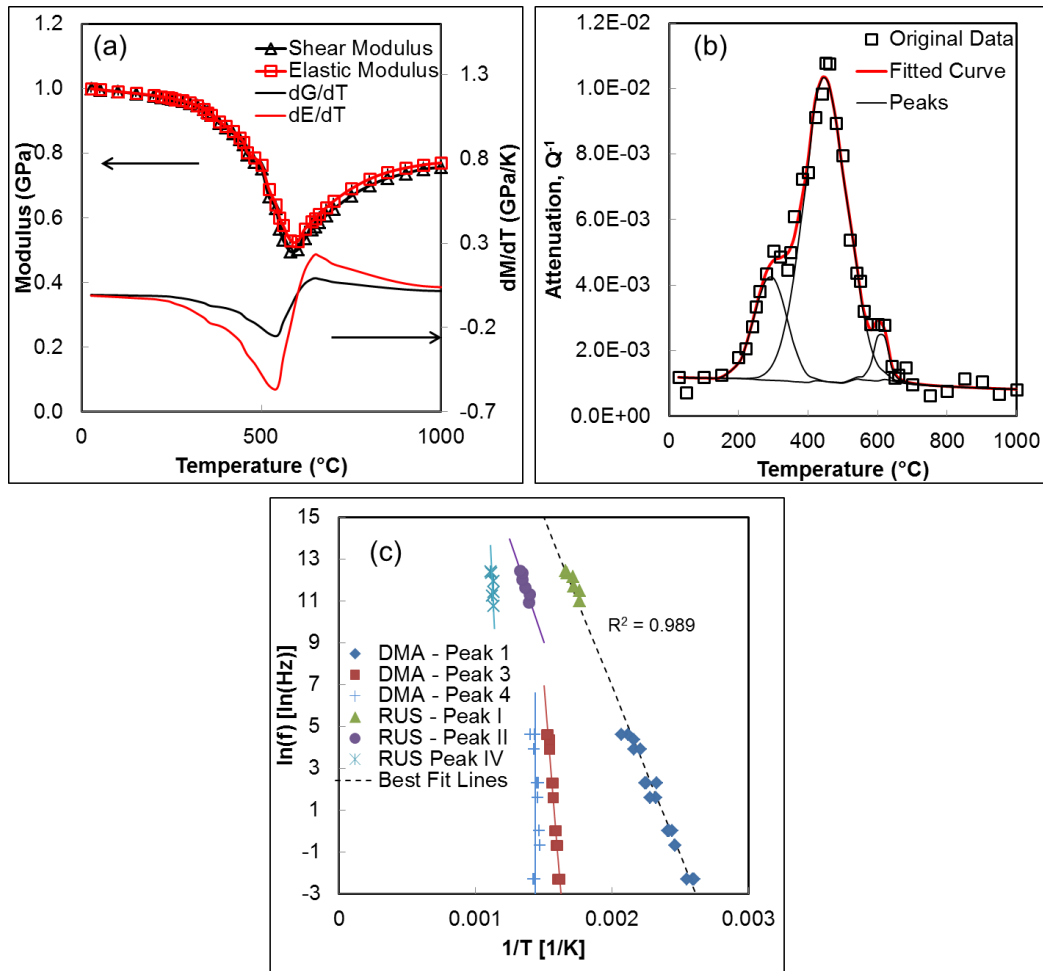 (a)
Shear Modulus
Elastic Modulus
dG/dT
dE/dT
1.2
1.0
0.8
0.6
0.4
0.2
0.0
Modulus (GPa)
1.3
0.8
0.3
-0.2
-0.7
dM/dT (GPa/K)
0
500
1000
Temperature (°C)
(b)
Original Data
Fitted Curve
Peaks
1.2E-02
1.0E-02
8.0E-03
6.0E-03
4.0E-03
2.0E-03
0.0E+00
Attenuation, Q⁻¹
0
200
400
600
800
1000
Temperature (°C)
(c)
R² = 0.989
DMA - Peak 1
DMA - Peak 3
DMA - Peak 4
RUS - Peak I
RUS - Peak II
RUS Peak IV
Best Fit Lines
15
13
11
9
7
5
3
1
-1
-3
ln(f) [ln(Hz)]
0
0.001
0.002
0.003
1/T [1/K]